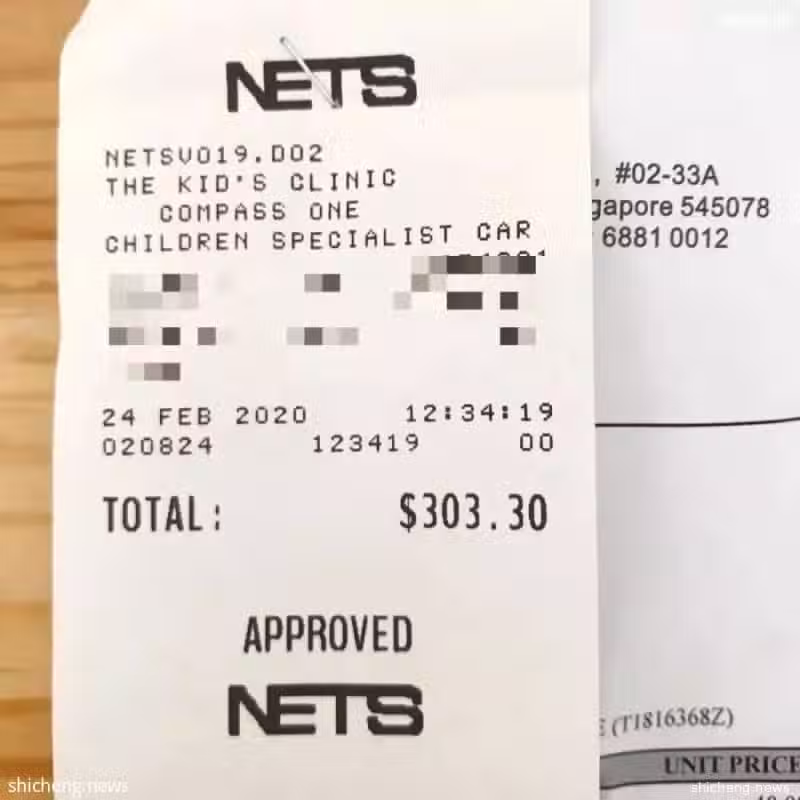 NETS
NETSV019.D02
THE KID'S CLINIC
COMPASS ONE
CHILDREN SPECIALIST CAR
24 FEB 2020 12:34:19
020824 123419 00
TOTAL: $303.30
APPROVED
NETS
, #02-33A
gapore 545078
6881 0012
(T1816368Z)
UNIT PRICE
shicheng.news
shicheng.news